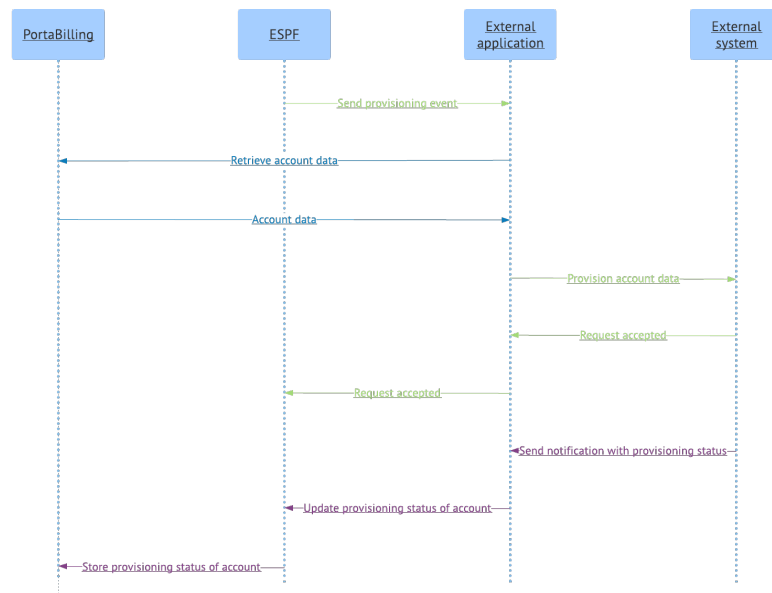 PortaBilling
ESPF
External
application
External
system
Send provisioning event
Retrieve account data
Account data
Provision account data
Request accepted
Request accepted
Send notification with provisioning status
Update provisioning status of account
Store provisioning status of account